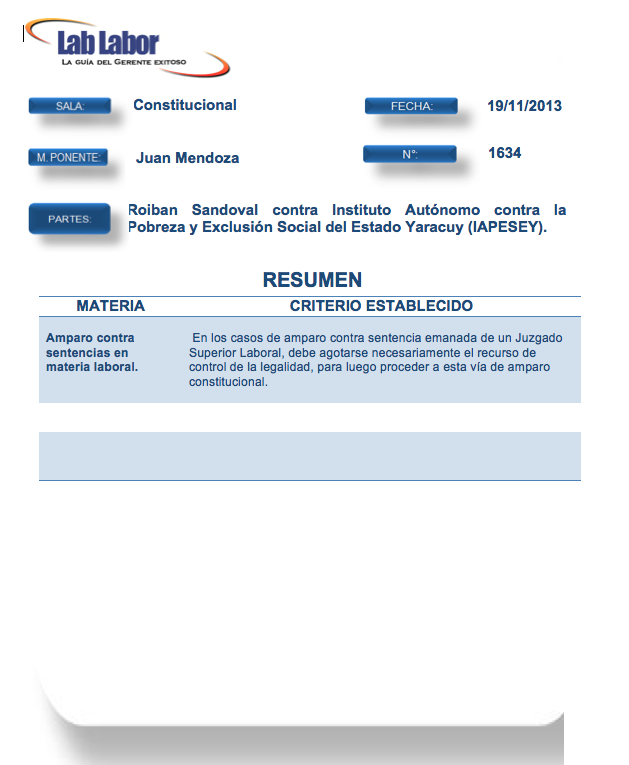 Lab Labor
LA GUÍA DEL GERENTE EXITOSO
SALA: Constitucional FECHA: 19/11/2013
M. PONENTE: Juan Mendoza N°: 1634
PARTES: Roiban Sandoval contra Instituto Autónomo contra la
Pobreza y Exclusión Social del Estado Yaracuy (IAPESEY).
RESUMEN
MATERIA CRITERIO ESTABLECIDO
Amparo contra
sentencias en
materia laboral.
En los casos de amparo contra sentencia emanada de un Juzgado
Superior Laboral, debe agotarse necesariamente el recurso de
control de la legalidad, para luego proceder a esta vía de amparo
constitucional.